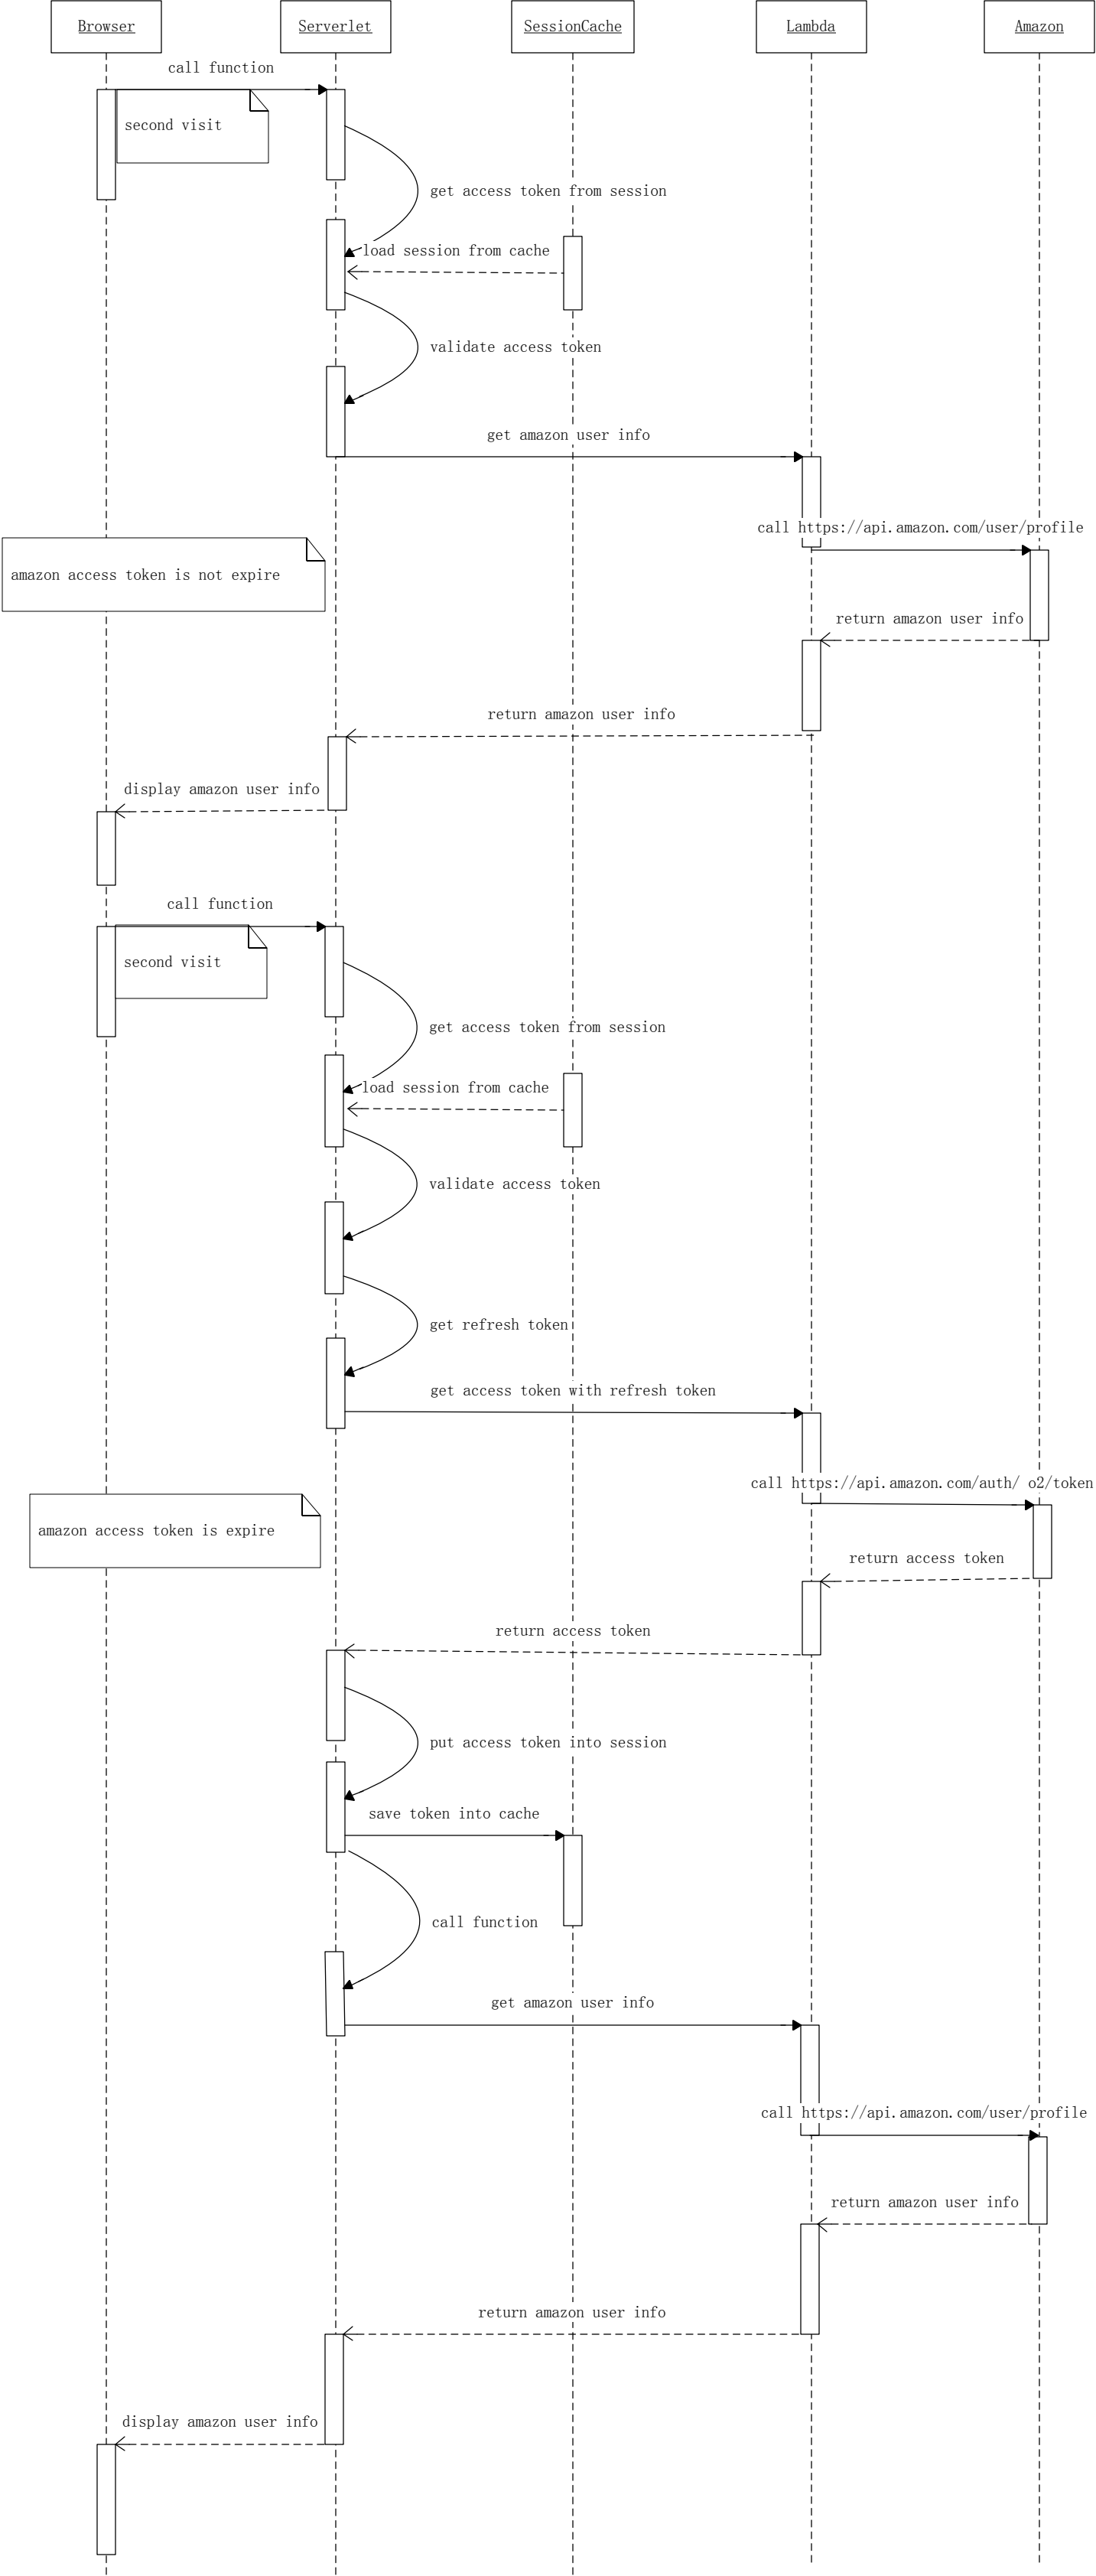 Browser
Serverlet
SessionCache
Lambda
Amazon
call function
second visit
get access token from session
load session from cache
validate access token
get amazon user info
call https://api.amazon.com/user/profile
amazon access token is not expire
return amazon user info
return amazon user info
display amazon user info
call function
second visit
get access token from session
load session from cache
validate access token
get refresh token
get access token with refresh token
call https://api.amazon.com/auth/ o2/token
amazon access token is expire
return access token
return access token
put access token into session
save token into cache
call function
get amazon user info
call https://api.amazon.com/user/profile
return amazon user info
return amazon user info
display amazon user info